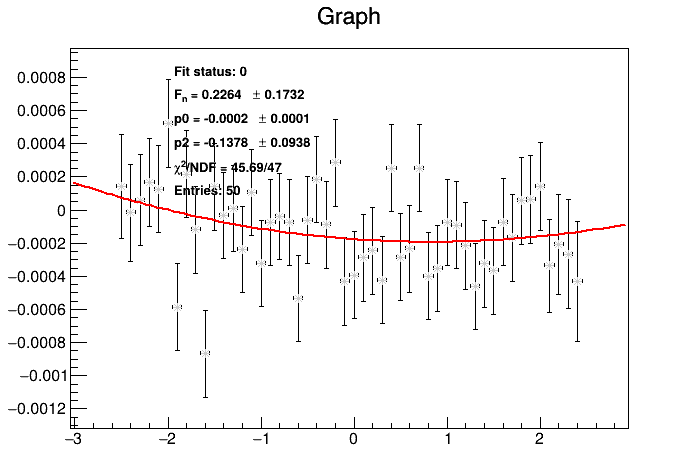 Graph
0.0008
0.0006
0.0004
0.0002
0
−0.0002
−0.0004
−0.0006
−0.0008
−0.001
−0.0012
Fit status: 0
Fn = 0.2264 ± 0.1732
p0 = -0.0002 ± 0.0001
p2 = -0.1378 ± 0.0938
χ²/NDF = 45.69/47
Entries: 50
−3 −2 −1 0 1 2